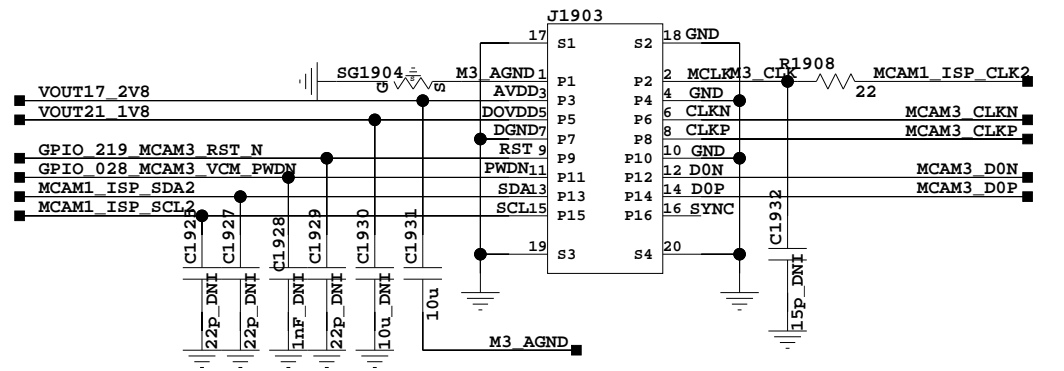 J1903
17 S1 S2 18 GND
SG1904 G S M3_AGND 1 P1 P2 2 MCLK M3_CLK R1908 22 MCAM1_ISP_CLK2
VOUT17_2V8 AVDD 3 P3 P4 4 GND
VOUT21_1V8 DOVDD 5 P5 P6 6 CLKN MCAM3_CLKN
DGND 7 P7 P8 8 CLKP MCAM3_CLKP
GPIO_219_MCAM3_RST_N RST 9 P9 P10 10 GND
GPIO_028_MCAM3_VCM_PWDN PWDN 11 P11 P12 12 D0N MCAM3_D0N
MCAM1_ISP_SDA2 SDA 13 P13 P14 14 D0P MCAM3_D0P
MCAM1_ISP_SCL2 SCL 15 P15 P16 16 SYNC
19 S3 S4 20
C1927 22p_DNI
C1928 1nF_DNI
C1929 22p_DNI
C1930 10u_DNI
C1931 10u
C1932 15p_DNI
22p_DNI
M3_AGND